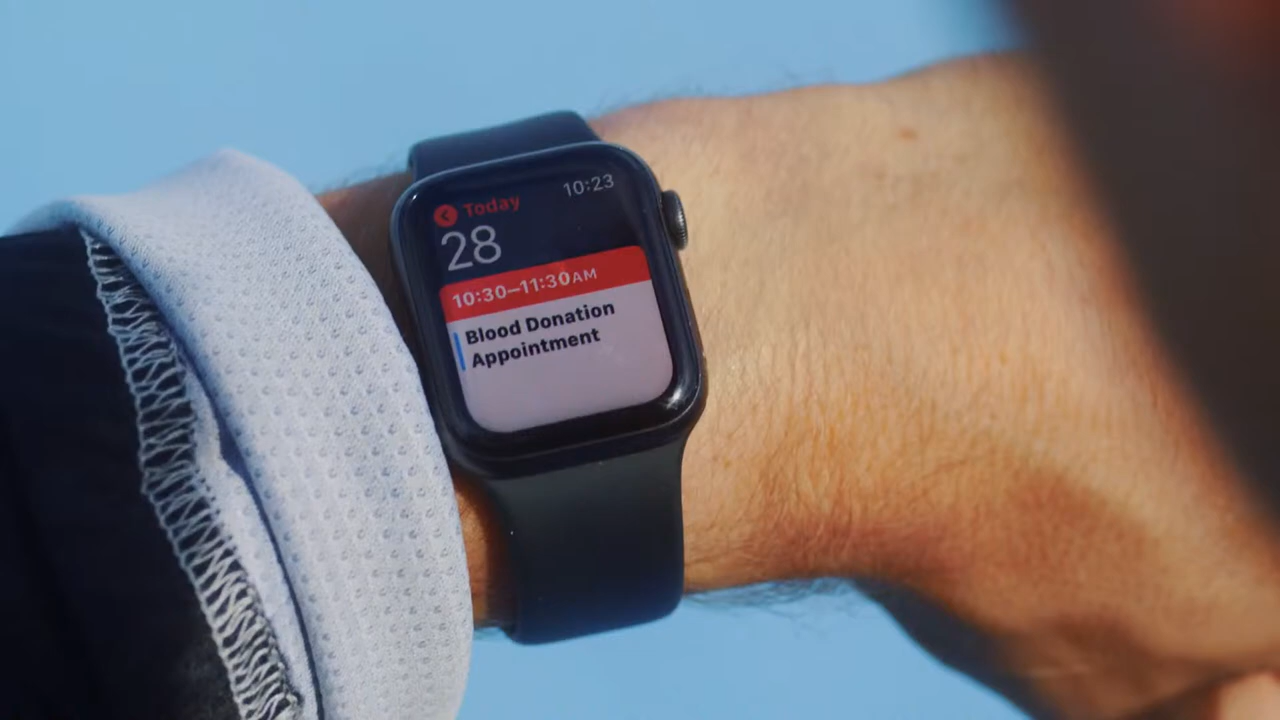 10:23
Today
28
10:30–11:30AM
Blood Donation
Appointment